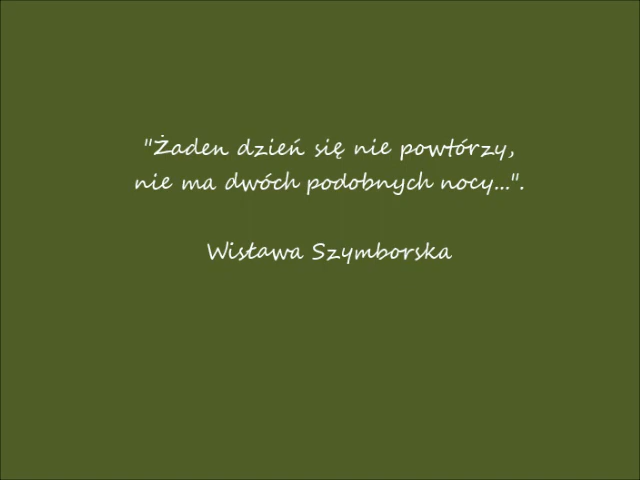 "Żaden dzień się nie powtórzy,
nie ma dwóch podobnych nocy...".
Wisława Szymborska